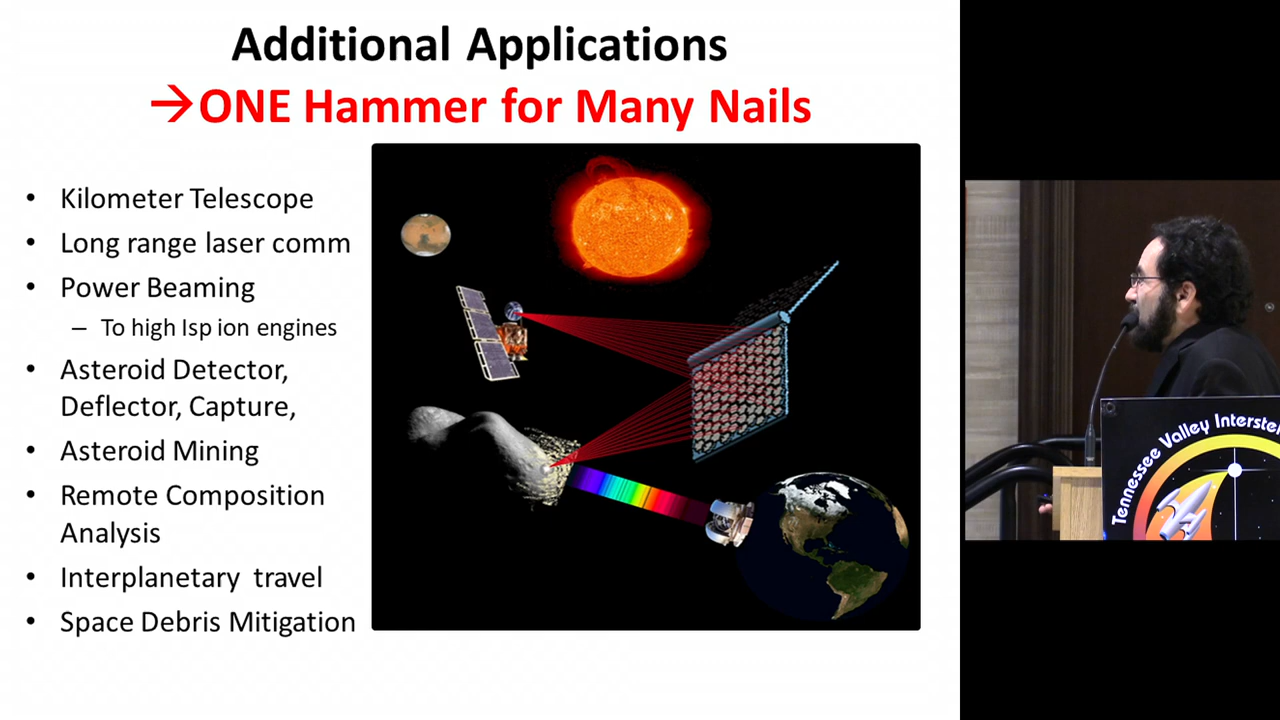 Additional Applications
→ONE Hammer for Many Nails
• Kilometer Telescope
• Long range laser comm
• Power Beaming
– To high Isp ion engines
• Asteroid Detector,
Deflector, Capture,
• Asteroid Mining
• Remote Composition
Analysis
• Interplanetary travel
• Space Debris Mitigation
Tennessee Valley